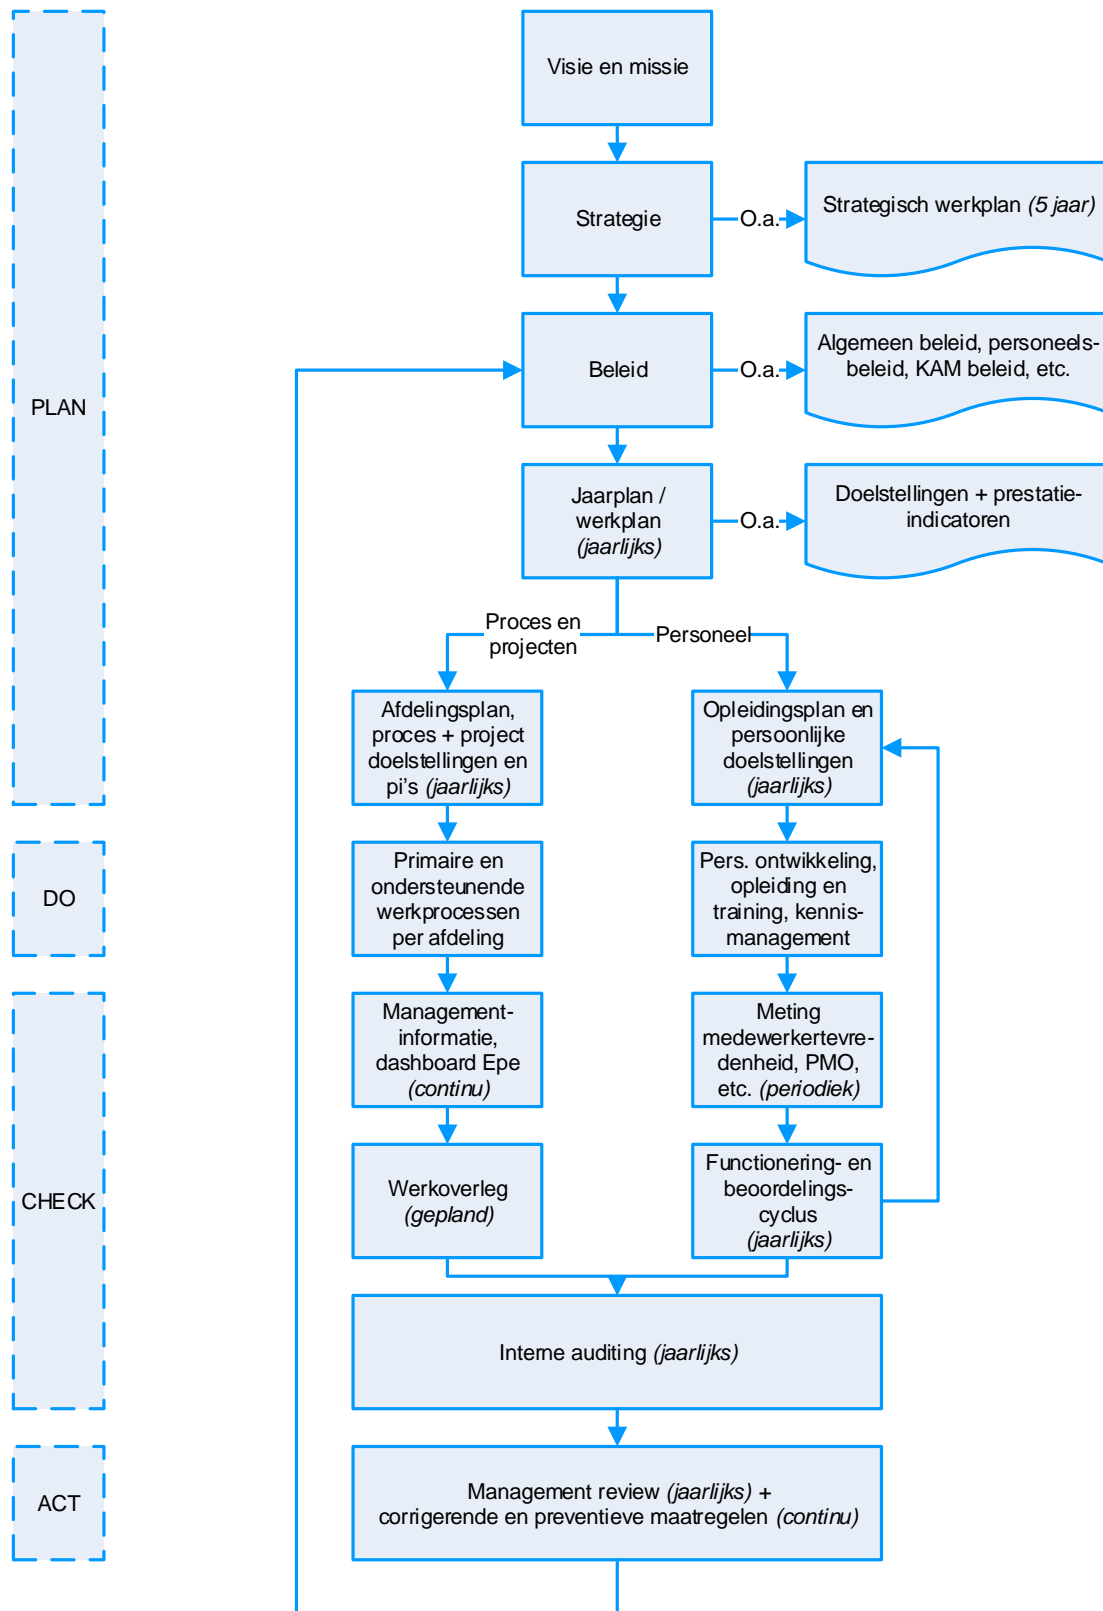 Visie en missie
Strategie
O.a.
Strategisch werkplan (5 jaar)
Beleid
O.a.
Algemeen beleid, personeels-
beleid, KAM beleid, etc.
PLAN
Jaarplan /
werkplan
(jaarlijks)
O.a.
Doelstellingen + prestatie-
indicatoren
Proces en
projecten
Personeel
Afdelingsplan,
proces + project
doelstellingen en
pi's (jaarlijks)
Opleidingsplan en
persoonlijke
doelstellingen
(jaarlijks)
DO
Primaire en
ondersteunende
werkprocessen
per afdeling
Pers. ontwikkeling,
opleiding en
training, kennis-
management
Management-
informatie,
dashboard Epe
(continu)
Meting
medewerkertevre-
denheid, PMO,
etc. (periodiek)
CHECK
Werkoverleg
(gepland)
Functionering- en
beoordelings-
cyclus
(jaarlijks)
Interne auditing (jaarlijks)
ACT
Management review (jaarlijks) +
corrigerende en preventieve maatregelen (continu)